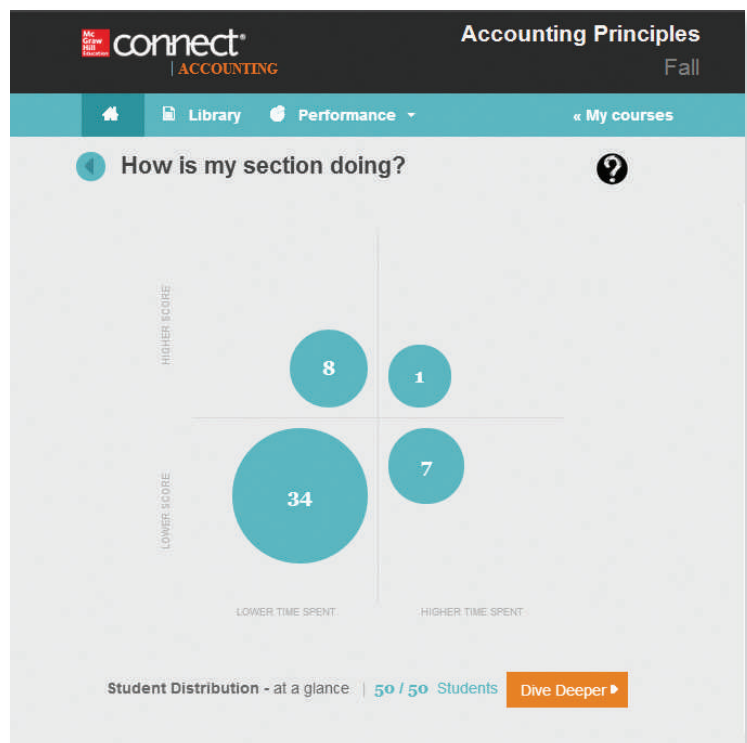 Mc
Graw
Hill
Education
connect®
| ACCOUNTING
Accounting Principles
Fall
Library
Performance
« My courses
How is my section doing?
?
HIGHER SCORE
8
1
LOWER SCORE
34
7
LOWER TIME SPENT
HIGHER TIME SPENT
Student Distribution - at a glance | 50 / 50 Students
Dive Deeper